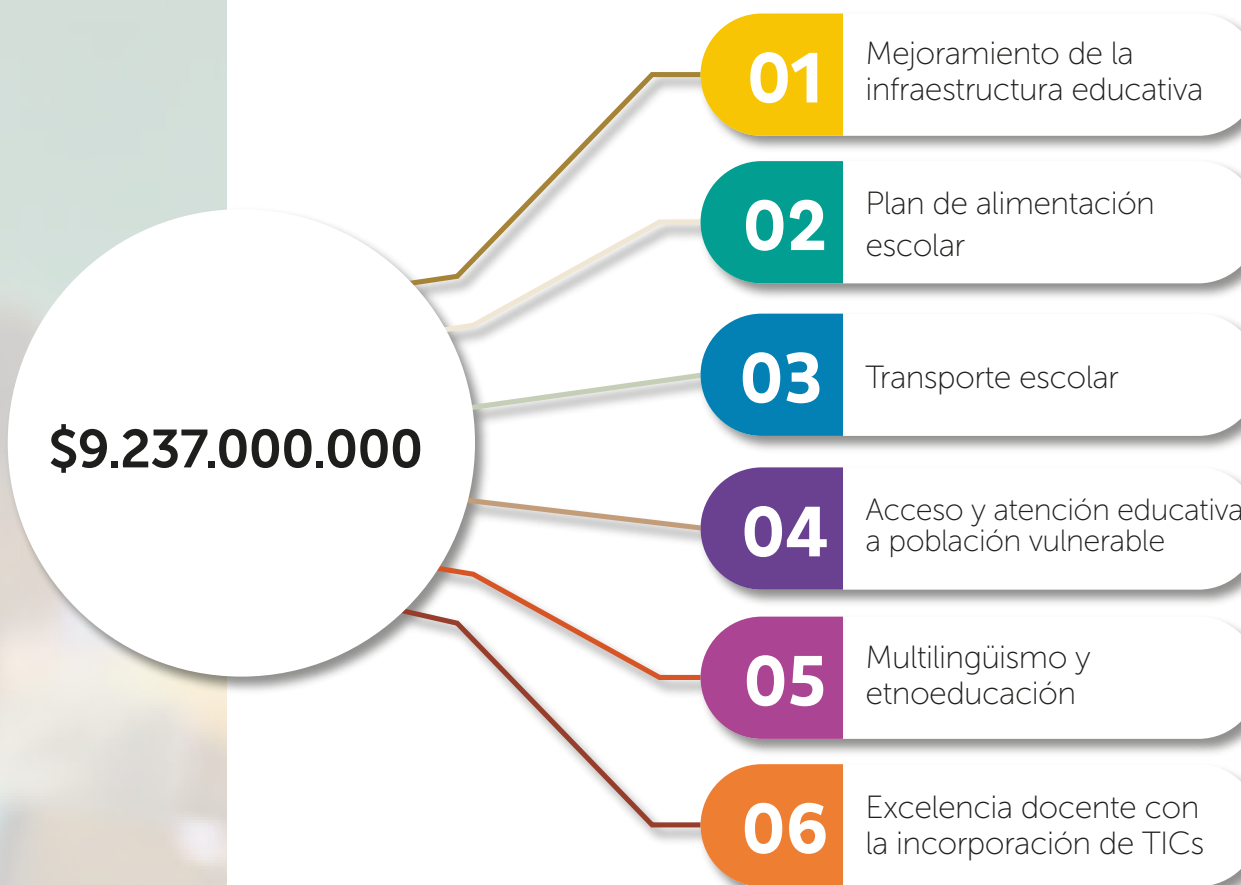 $9.237.000.000
01
Mejoramiento de la
infraestructura educativa
02
Plan de alimentación
escolar
03
Transporte escolar
04
Acceso y atención educativa
a población vulnerable
05
Multilingüismo y
etnoeducación
06
Excelencia docente con
la incorporación de TICs